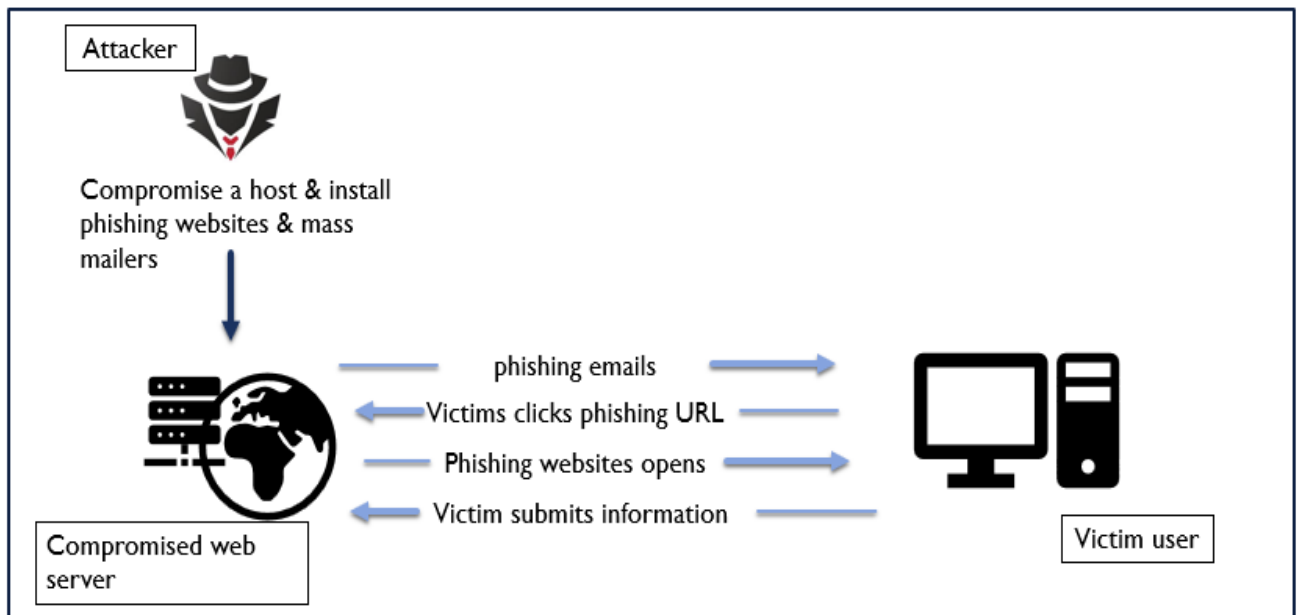 Attacker
Compromise a host & install
phishing websites & mass
mailers
phishing emails
Victims clicks phishing URL
Phishing websites opens
Victim submits information
Compromised web
server
Victim user